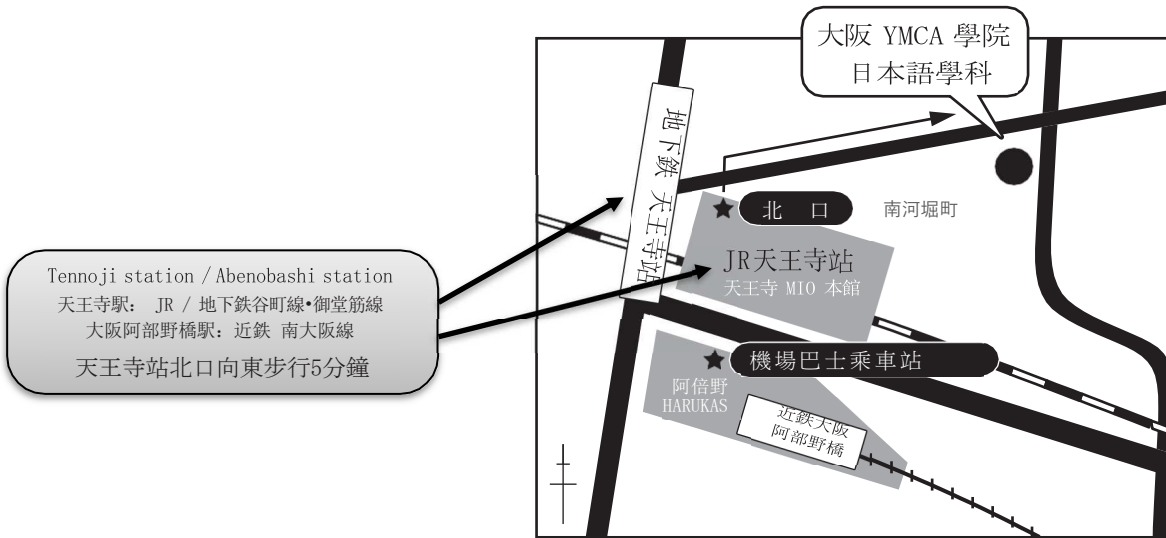 大阪 YMCA 學院
日本語學科
地下鉄 天王寺站
北 口
南河堀町
Tennoji station / Abenobashi station
天王寺駅: JR / 地下鉄谷町線•御堂筋線
大阪阿部野橋駅: 近鉄 南大阪線
天王寺站北口向東步行5分鐘
JR天王寺站
天王寺 MIO 本館
機場巴士乘車站
阿倍野
HARUKAS
近鉄大阪
阿部野橋